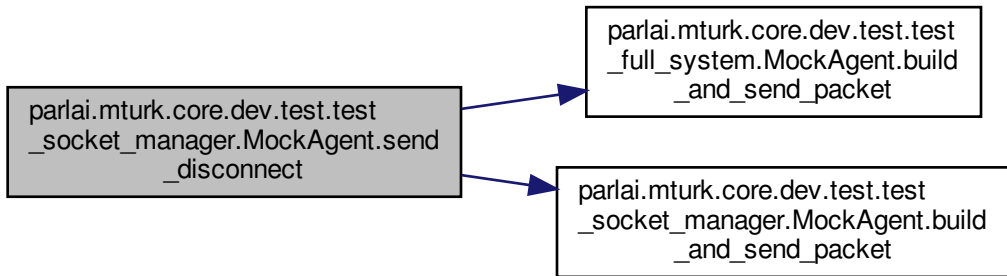 parlai.mturk.core.dev.test.test
_socket_manager.MockAgent.send
_disconnect
parlai.mturk.core.dev.test.test
_full_system.MockAgent.build
_and_send_packet
parlai.mturk.core.dev.test.test
_socket_manager.MockAgent.build
_and_send_packet